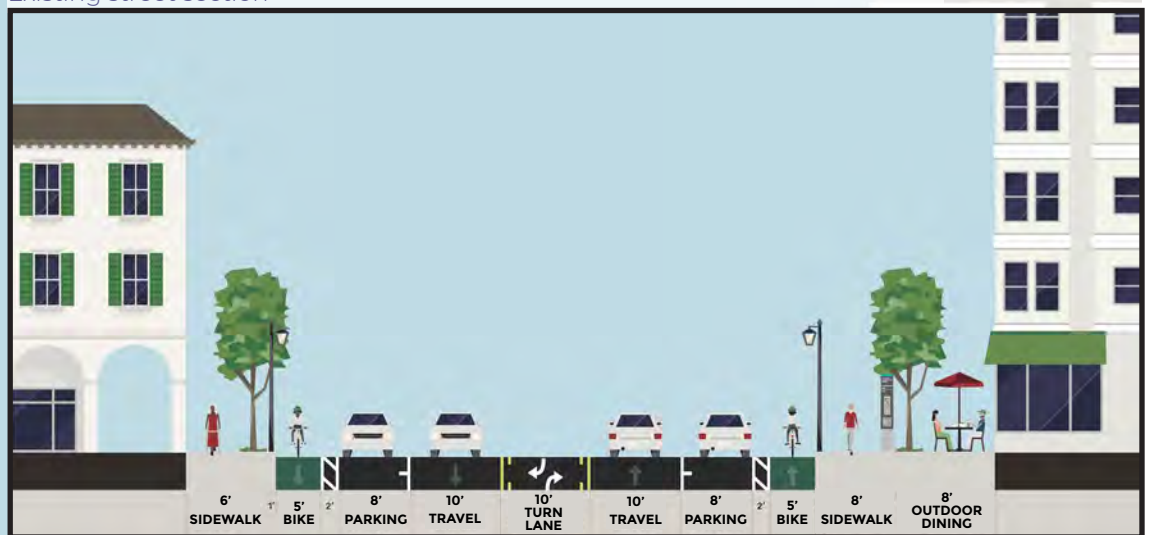 Existing street section
6' SIDEWALK
1'
5' BIKE
2'
8' PARKING
10' TRAVEL
10' TURN LANE
10' TRAVEL
8' PARKING
2'
5' BIKE
8' SIDEWALK
8' OUTDOOR DINING